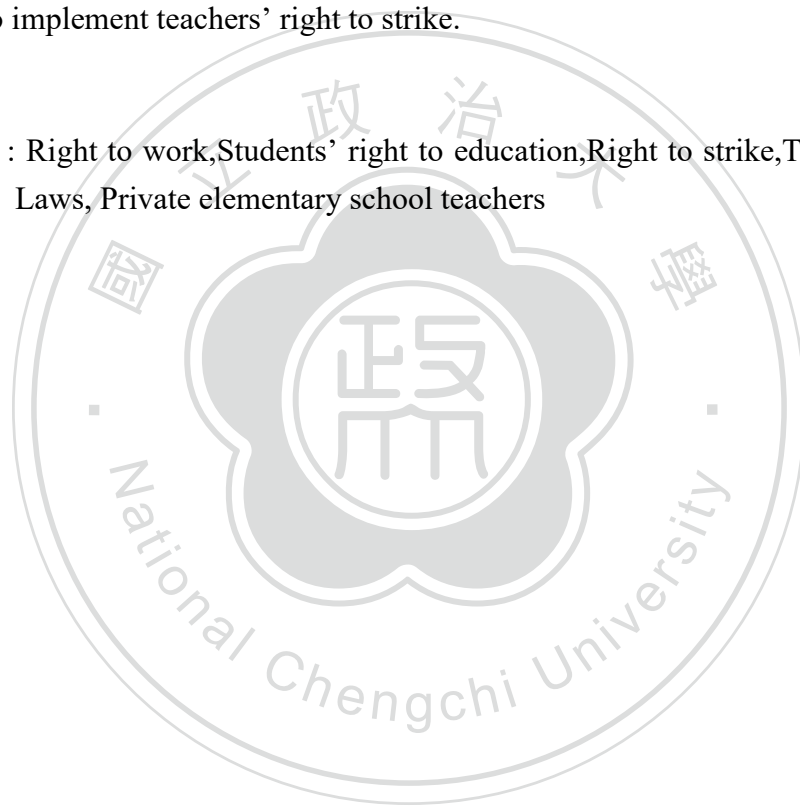 implement teachers’ right to strike.
: Right to work,Students’ right to education,Right to strike,T
Laws, Private elementary school teachers
國立政治大學
政
National Chengchi University